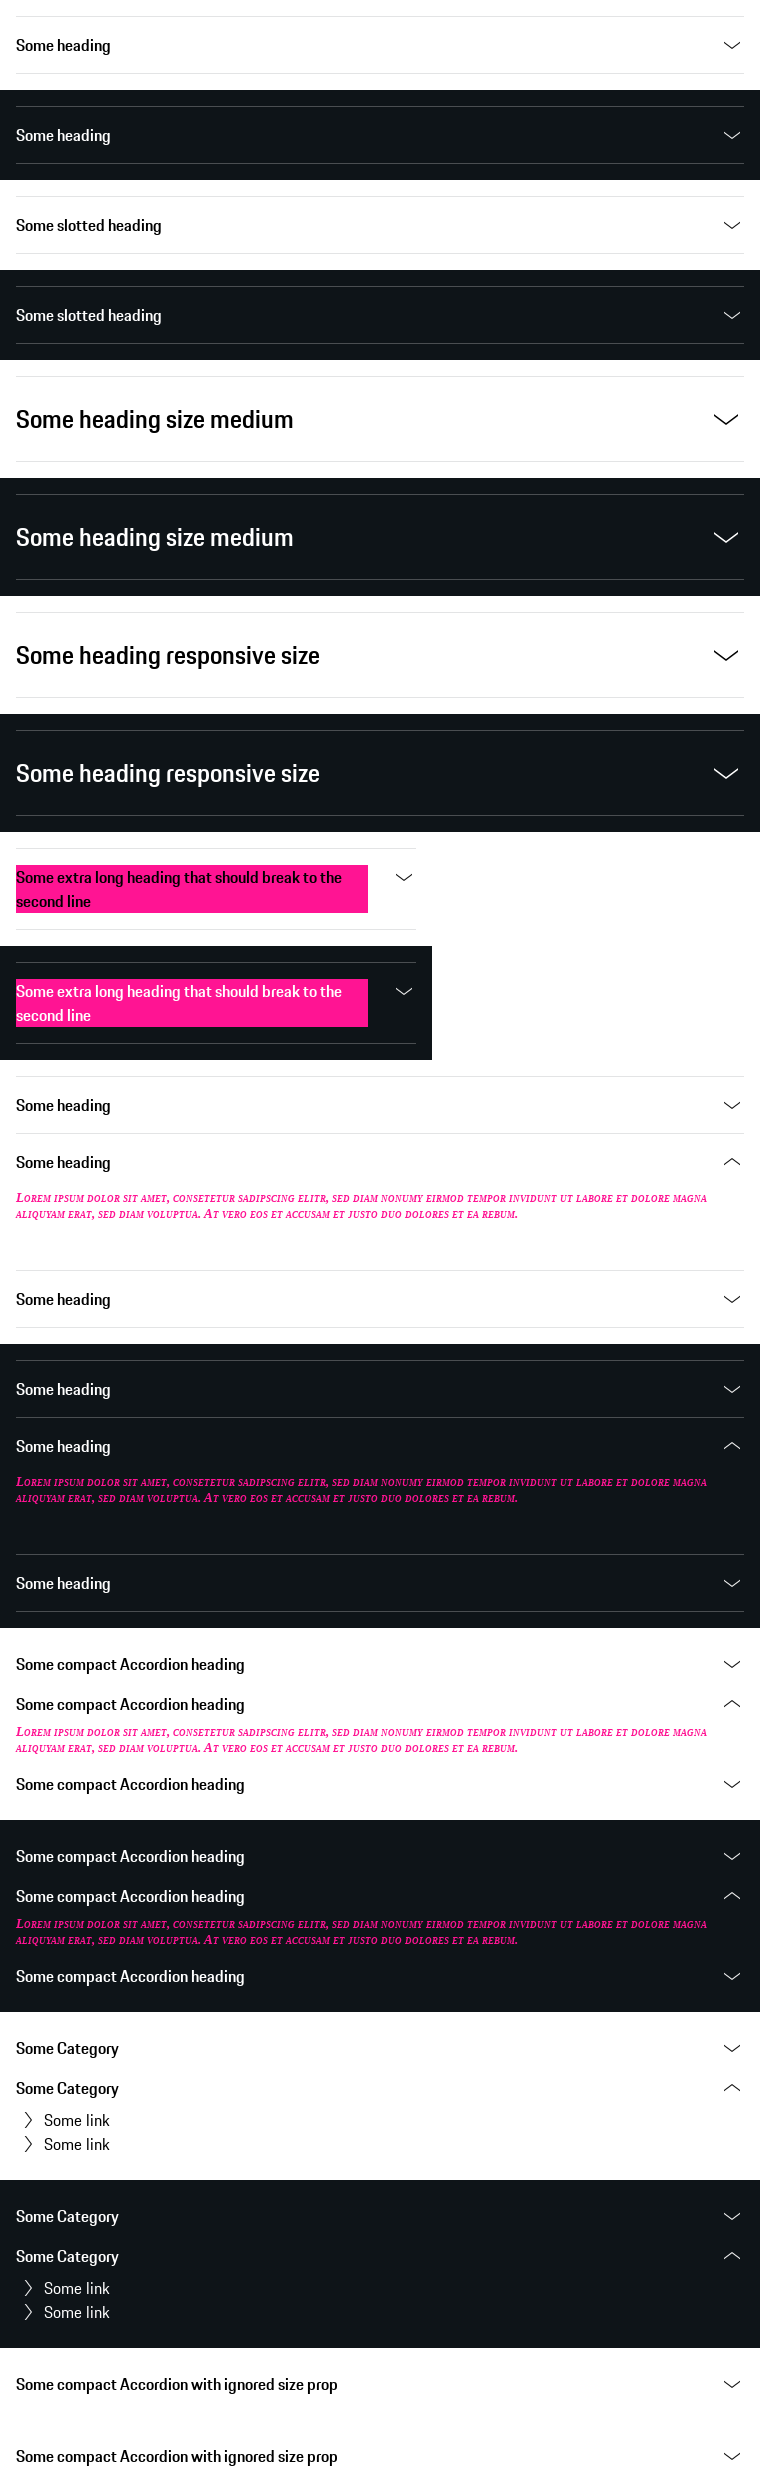 Some heading
Some heading
Some slotted heading
Some slotted heading
Some heading size medium
Some heading size medium
Some heading responsive size
Some heading responsive size
Some extra long heading that should break to the
second line
Some extra long heading that should break to the
second line
Some heading
Some heading
Lorem ipsum dolor sit amet, consetetur sadipscing elitr, sed diam nonumy eirmod tempor invidunt ut labore et dolore magna
aliquyam erat, sed diam voluptua. At vero eos et accusam et justo duo dolores et ea rebum.
Some heading
Some heading
Some heading
Lorem ipsum dolor sit amet, consetetur sadipscing elitr, sed diam nonumy eirmod tempor invidunt ut labore et dolore magna
aliquyam erat, sed diam voluptua. At vero eos et accusam et justo duo dolores et ea rebum.
Some heading
Some compact Accordion heading
Some compact Accordion heading
Lorem ipsum dolor sit amet, consetetur sadipscing elitr, sed diam nonumy eirmod tempor invidunt ut labore et dolore magna
aliquyam erat, sed diam voluptua. At vero eos et accusam et justo duo dolores et ea rebum.
Some compact Accordion heading
Some compact Accordion heading
Some compact Accordion heading
Lorem ipsum dolor sit amet, consetetur sadipscing elitr, sed diam nonumy eirmod tempor invidunt ut labore et dolore magna
aliquyam erat, sed diam voluptua. At vero eos et accusam et justo duo dolores et ea rebum.
Some compact Accordion heading
Some Category
Some Category
Some link
Some link
Some Category
Some Category
Some link
Some link
Some compact Accordion with ignored size prop
Some compact Accordion with ignored size prop